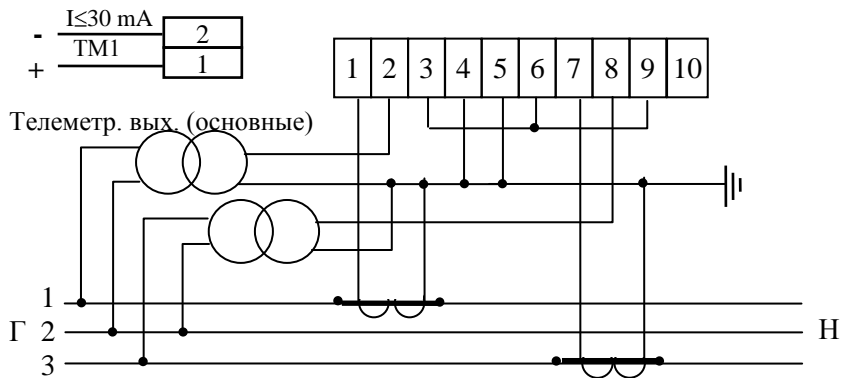 I≤30 mA
- 2
ТМ1
+ 1
1 2 3 4 5 6 7 8 9 10
Телеметр. вых. (основные)
1
Г 2 Н
3